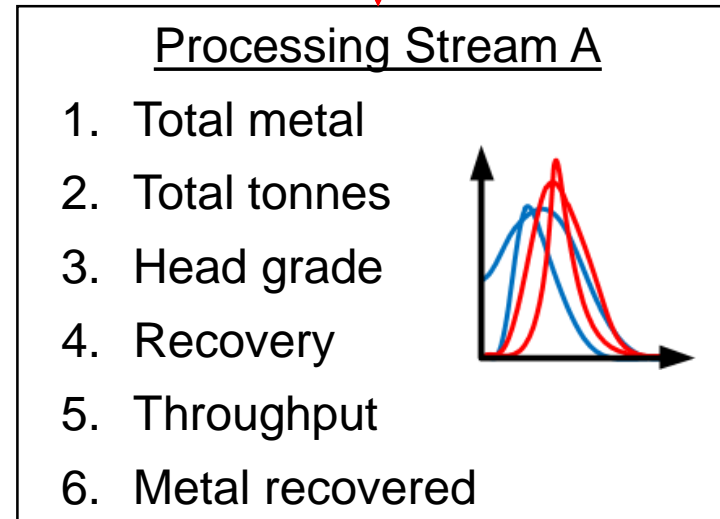 Processing Stream A
1. Total metal
2. Total tonnes
3. Head grade
4. Recovery
5. Throughput
6. Metal recovered